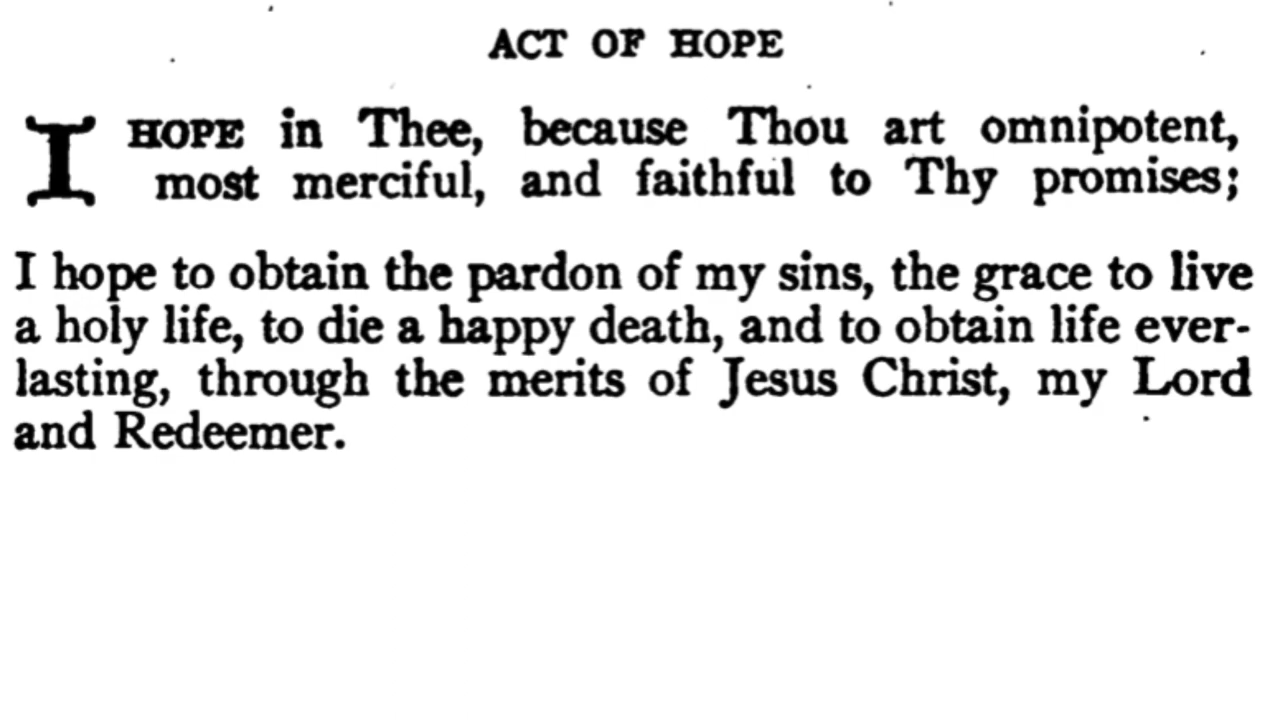 ACT OF HOPE
I HOPE in Thee, because Thou art omnipotent,
most merciful, and faithful to Thy promises;
I hope to obtain the pardon of my sins, the grace to live
a holy life, to die a happy death, and to obtain life ever-
lasting, through the merits of Jesus Christ, my Lord
and Redeemer.